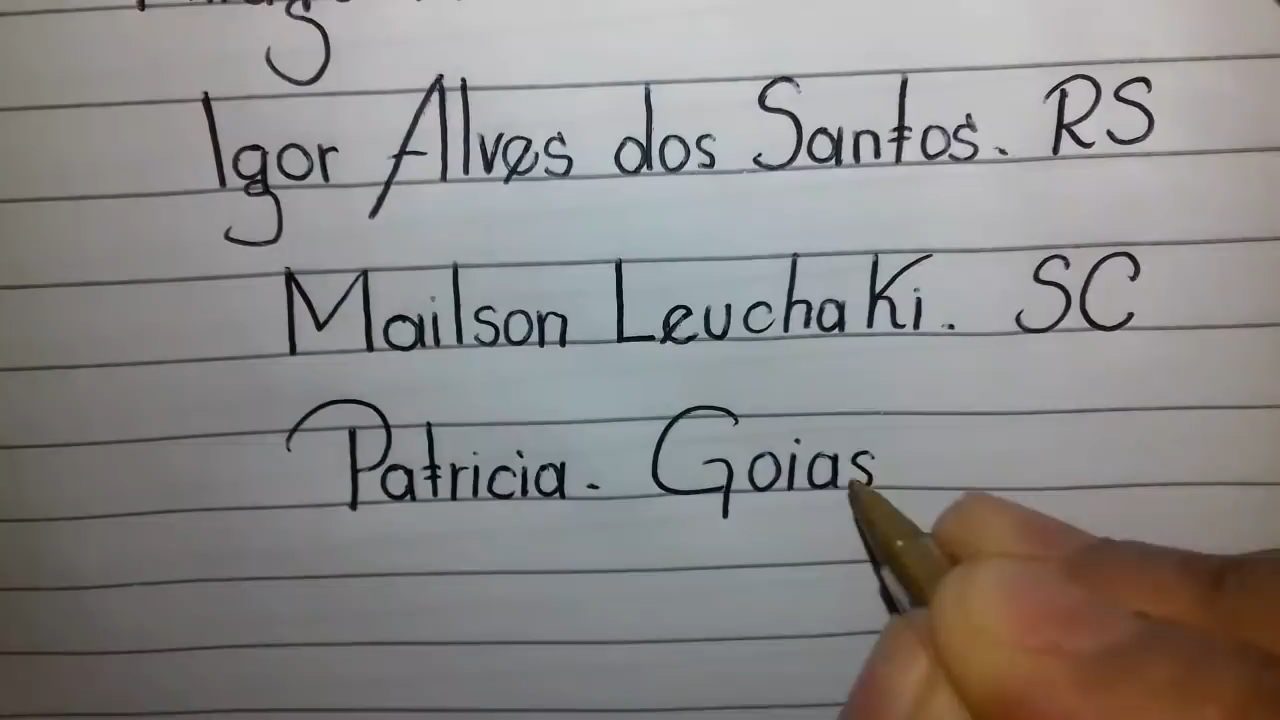 Igor Alves dos Santos. RS
Mailson Leuchaki. SC
Patricia. Goias